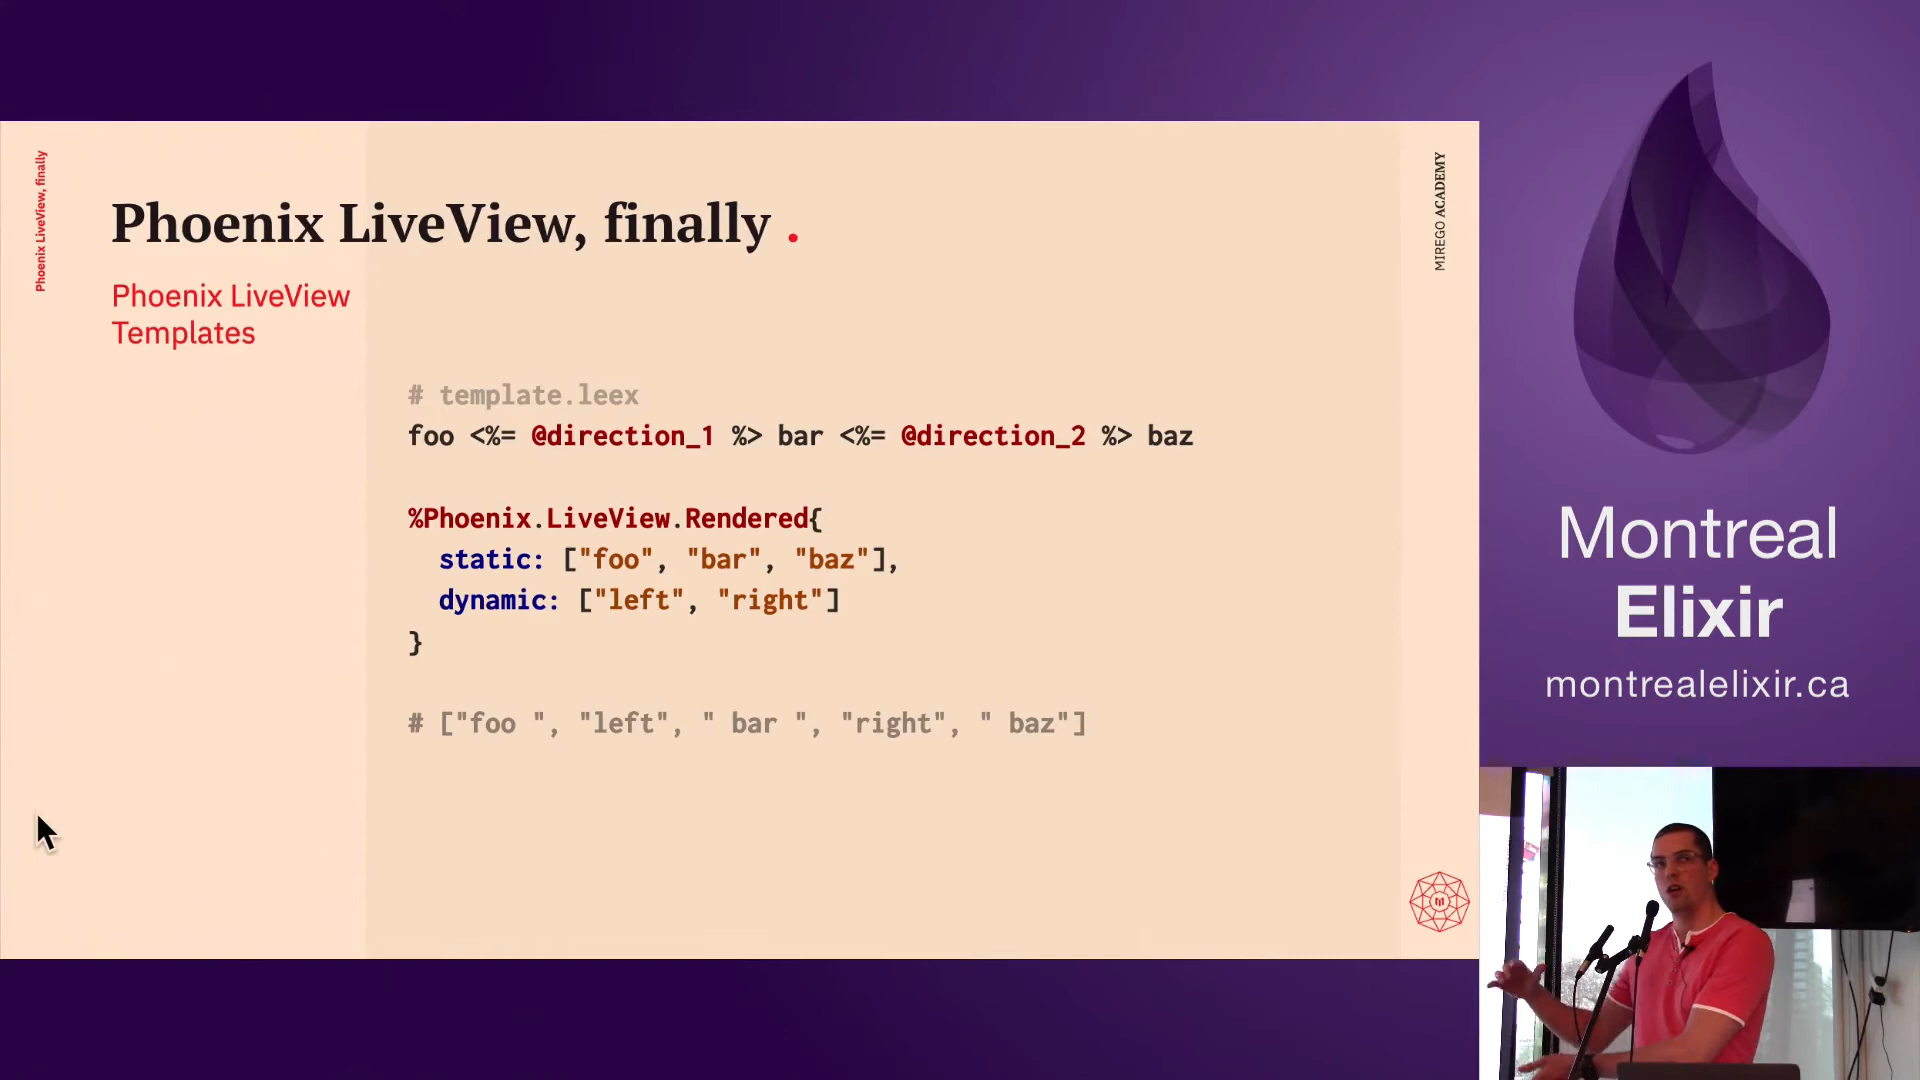 Phoenix LiveView, finally
MIREGO ACADEMY
Phoenix LiveView, finally .
Phoenix LiveView
Templates
# template.leex
foo <%= @direction_1 %> bar <%= @direction_2 %> baz
%Phoenix.LiveView.Rendered{
  static: ["foo", "bar", "baz"],
  dynamic: ["left", "right"]
}
# ["foo ", "left", " bar ", "right", " baz"]
Montreal
Elixir
montrealelixir.ca